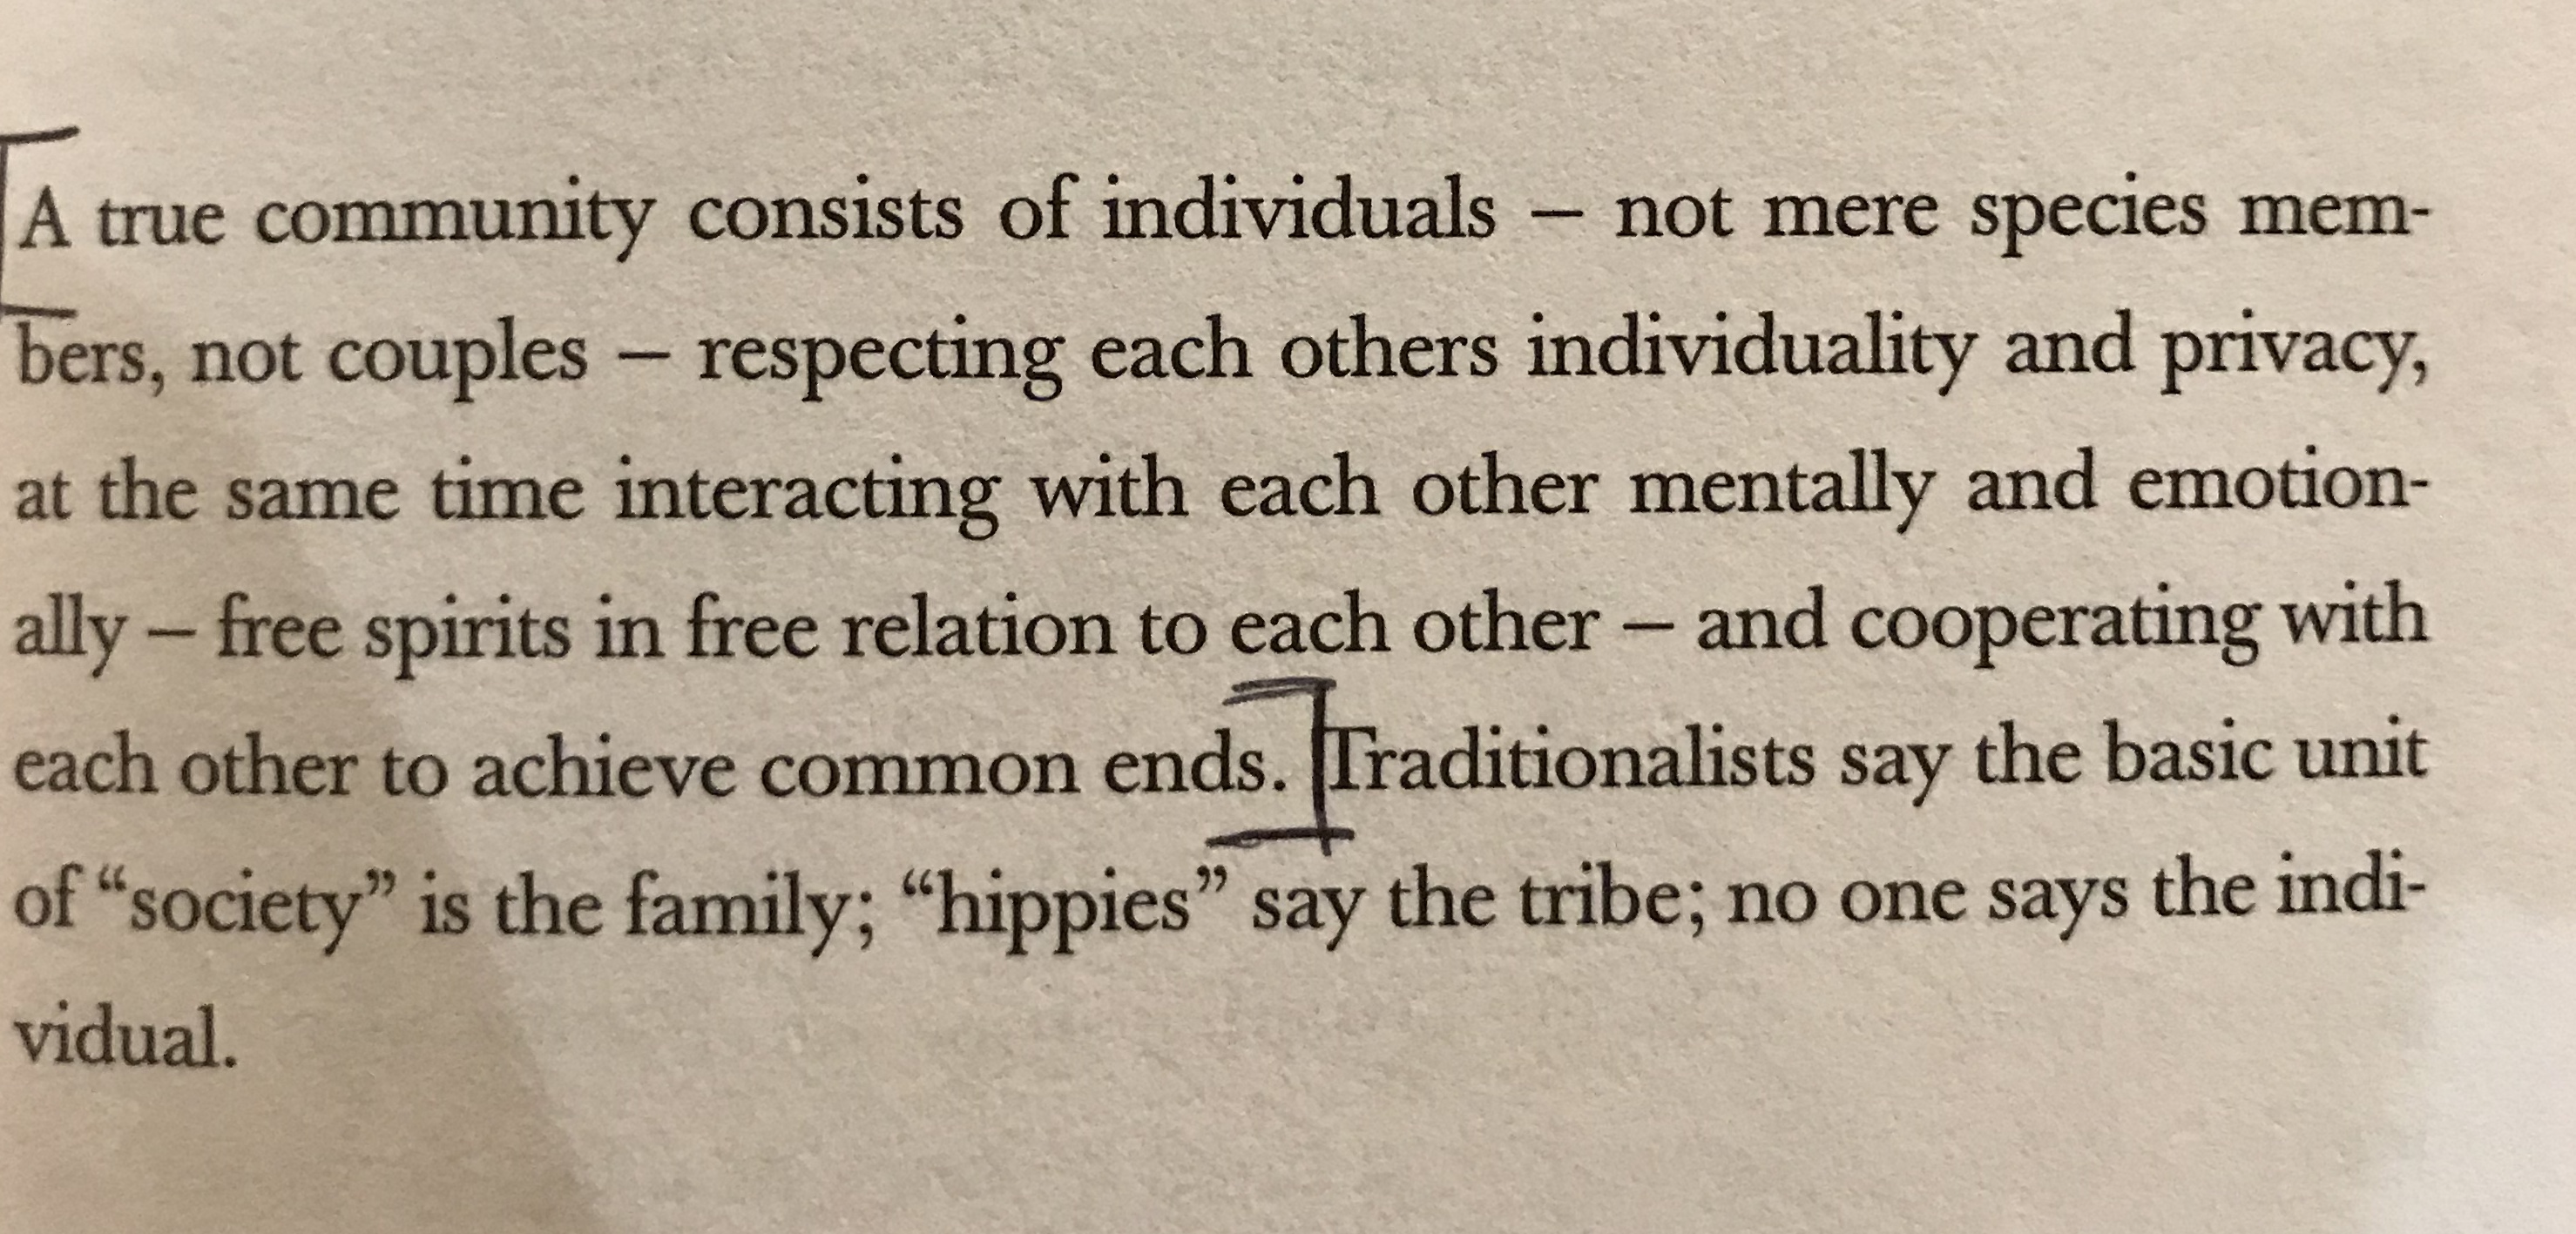 A true community consists of individuals – not mere species mem-
bers, not couples – respecting each others individuality and privacy,
at the same time interacting with each other mentally and emotion-
ally – free spirits in free relation to each other – and cooperating with
each other to achieve common ends. Traditionalists say the basic unit
of “society” is the family; “hippies” say the tribe; no one says the indi-
vidual.